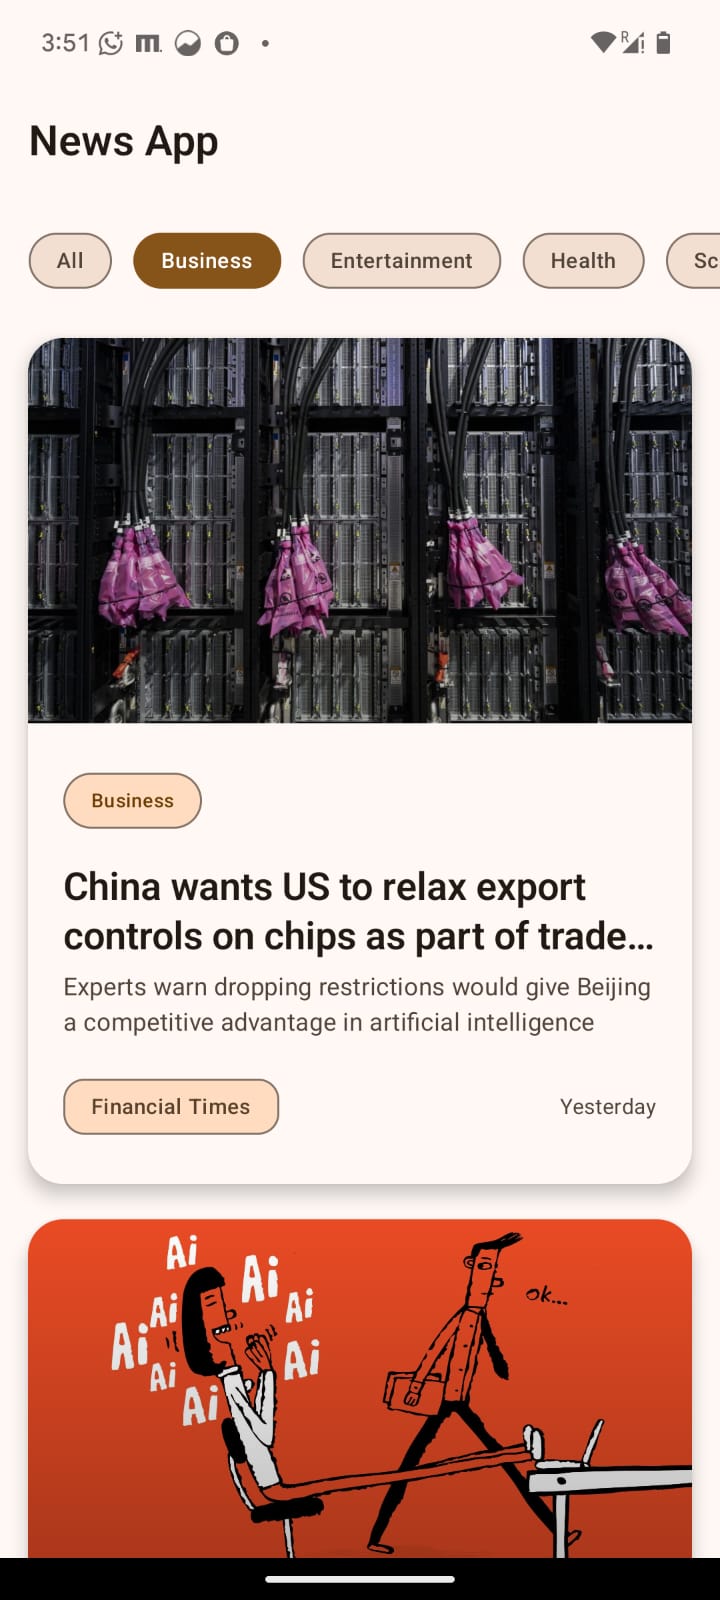 3:51
R
News App
All
Business
Entertainment
Health
Sc
Business
China wants US to relax export
controls on chips as part of trade...
Experts warn dropping restrictions would give Beijing
a competitive advantage in artificial intelligence
Financial Times
Yesterday
Ai
Ai
Ai
Ai
Ai
Ai
Ai
Ai
ok...